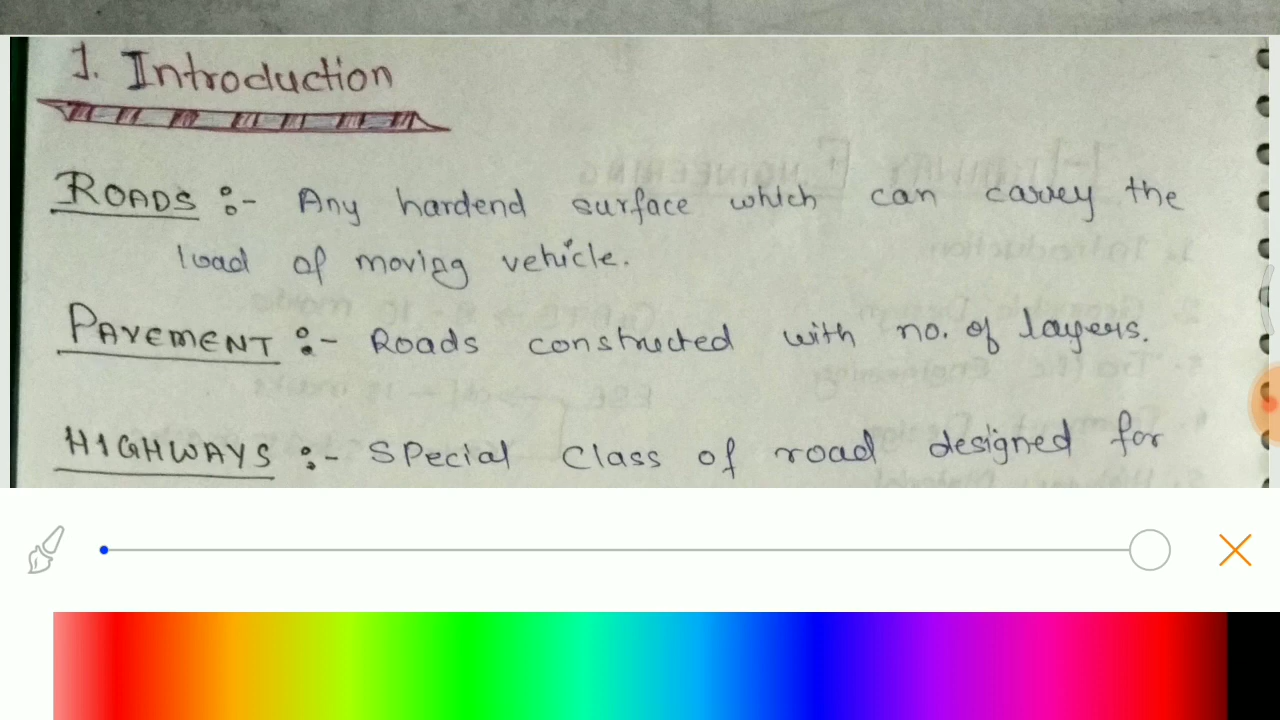 1. Introduction
ROADS :- Any hardend surface which can carrey the
load of moving vehicle.
PAVEMENT :- Roads constructed with no. of layers.
HIGHWAYS :- Special Class of road designed for